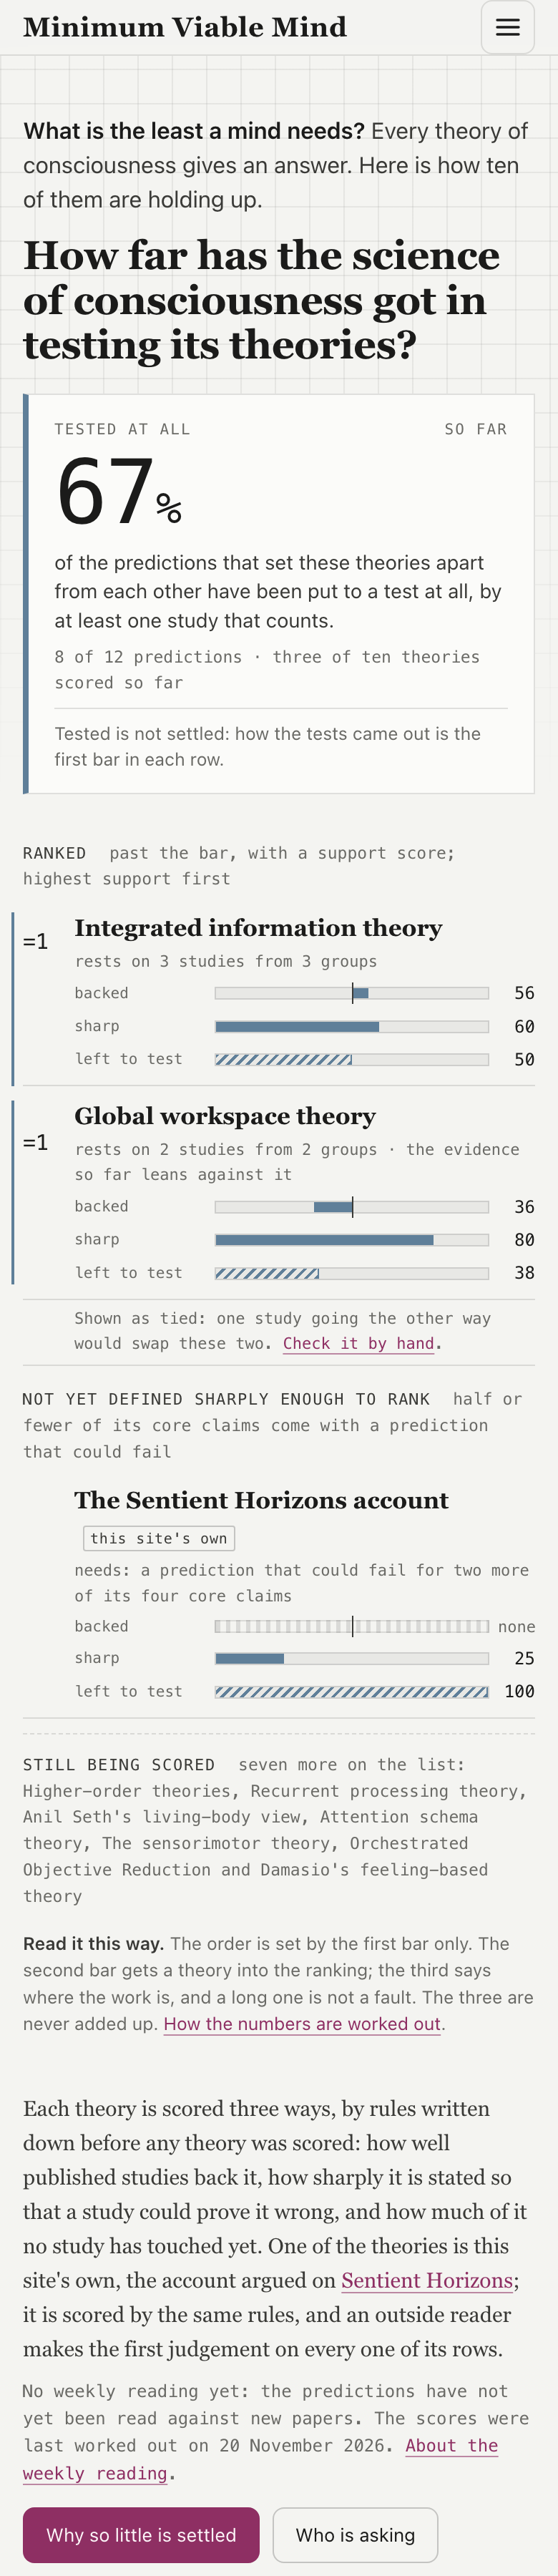 Minimum Viable Mind
What is the least a mind needs? Every theory of
consciousness gives an answer. Here is how ten
of them are holding up.
How far has the science
of consciousness got in
testing its theories?
TESTED AT ALL SO FAR
67%
of the predictions that set these theories apart
from each other have been put to a test at all, by
at least one study that counts.
8 of 12 predictions · three of ten theories
scored so far
Tested is not settled: how the tests came out is the
first bar in each row.
RANKED past the bar, with a support score;
highest support first
=1 Integrated information theory
rests on 3 studies from 3 groups
backed 56
sharp 60
left to test 50
=1 Global workspace theory
rests on 2 studies from 2 groups · the evidence
so far leans against it
backed 36
sharp 80
left to test 38
Shown as tied: one study going the other way
would swap these two. Check it by hand.
NOT YET DEFINED SHARPLY ENOUGH TO RANK half or
fewer of its core claims come with a prediction
that could fail
The Sentient Horizons account
this site's own
needs: a prediction that could fail for two more
of its four core claims
backed none
sharp 25
left to test 100
STILL BEING SCORED seven more on the list:
Higher-order theories, Recurrent processing theory,
Anil Seth's living-body view, Attention schema
theory, The sensorimotor theory, Orchestrated
Objective Reduction and Damasio's feeling-based
theory
Read it this way. The order is set by the first bar only. The
second bar gets a theory into the ranking; the third says
where the work is, and a long one is not a fault. The three are
never added up. How the numbers are worked out.
Each theory is scored three ways, by rules written
down before any theory was scored: how well
published studies back it, how sharply it is stated so
that a study could prove it wrong, and how much of it
no study has touched yet. One of the theories is this
site's own, the account argued on Sentient Horizons;
it is scored by the same rules, and an outside reader
makes the first judgement on every one of its rows.
No weekly reading yet: the predictions have not
yet been read against new papers. The scores were
last worked out on 20 November 2026. About the
weekly reading.
Why so little is settled
Who is asking